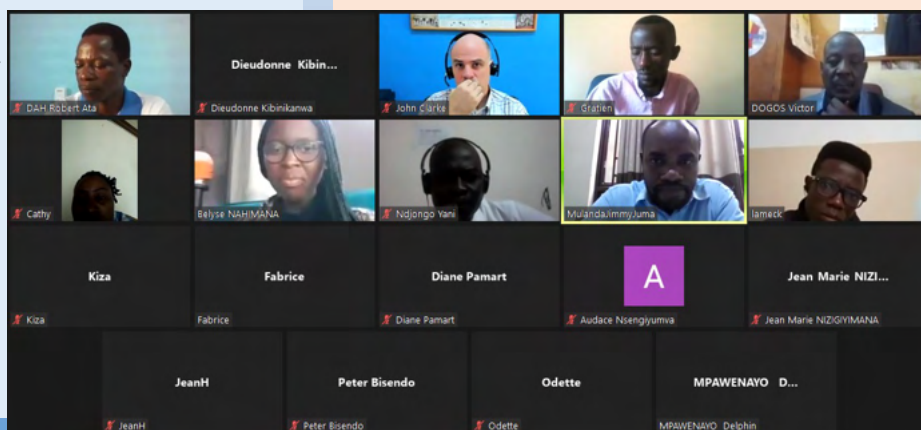 DAH Robert Ata
Dieudonne Kibin...
Dieudonne Kibinikanwa
John Clarke
Gratien
DOGOS Victor
Cathy
Belyse NAHIMANA
Ndjongo Yani
MulandaJimmyJuma
lameck
Kiza
Kiza
Fabrice
Fabrice
Diane Pamart
Diane Pamart
A
Audace Nsengiyumva
Jean Marie NIZI...
Jean Marie NIZIGIYIMANA
JeanH
JeanH
Peter Bisendo
Peter Bisendo
Odette
Odette
MPAWENAYO D...
MPAWENAYO Delphin